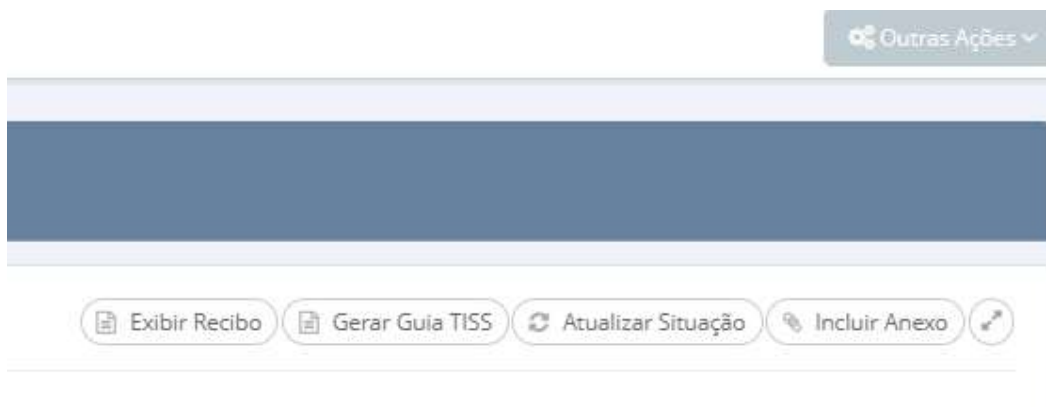 Outras Ações
Exibir Recibo Gerar Guia TISS Atualizar Situação Incluir Anexo